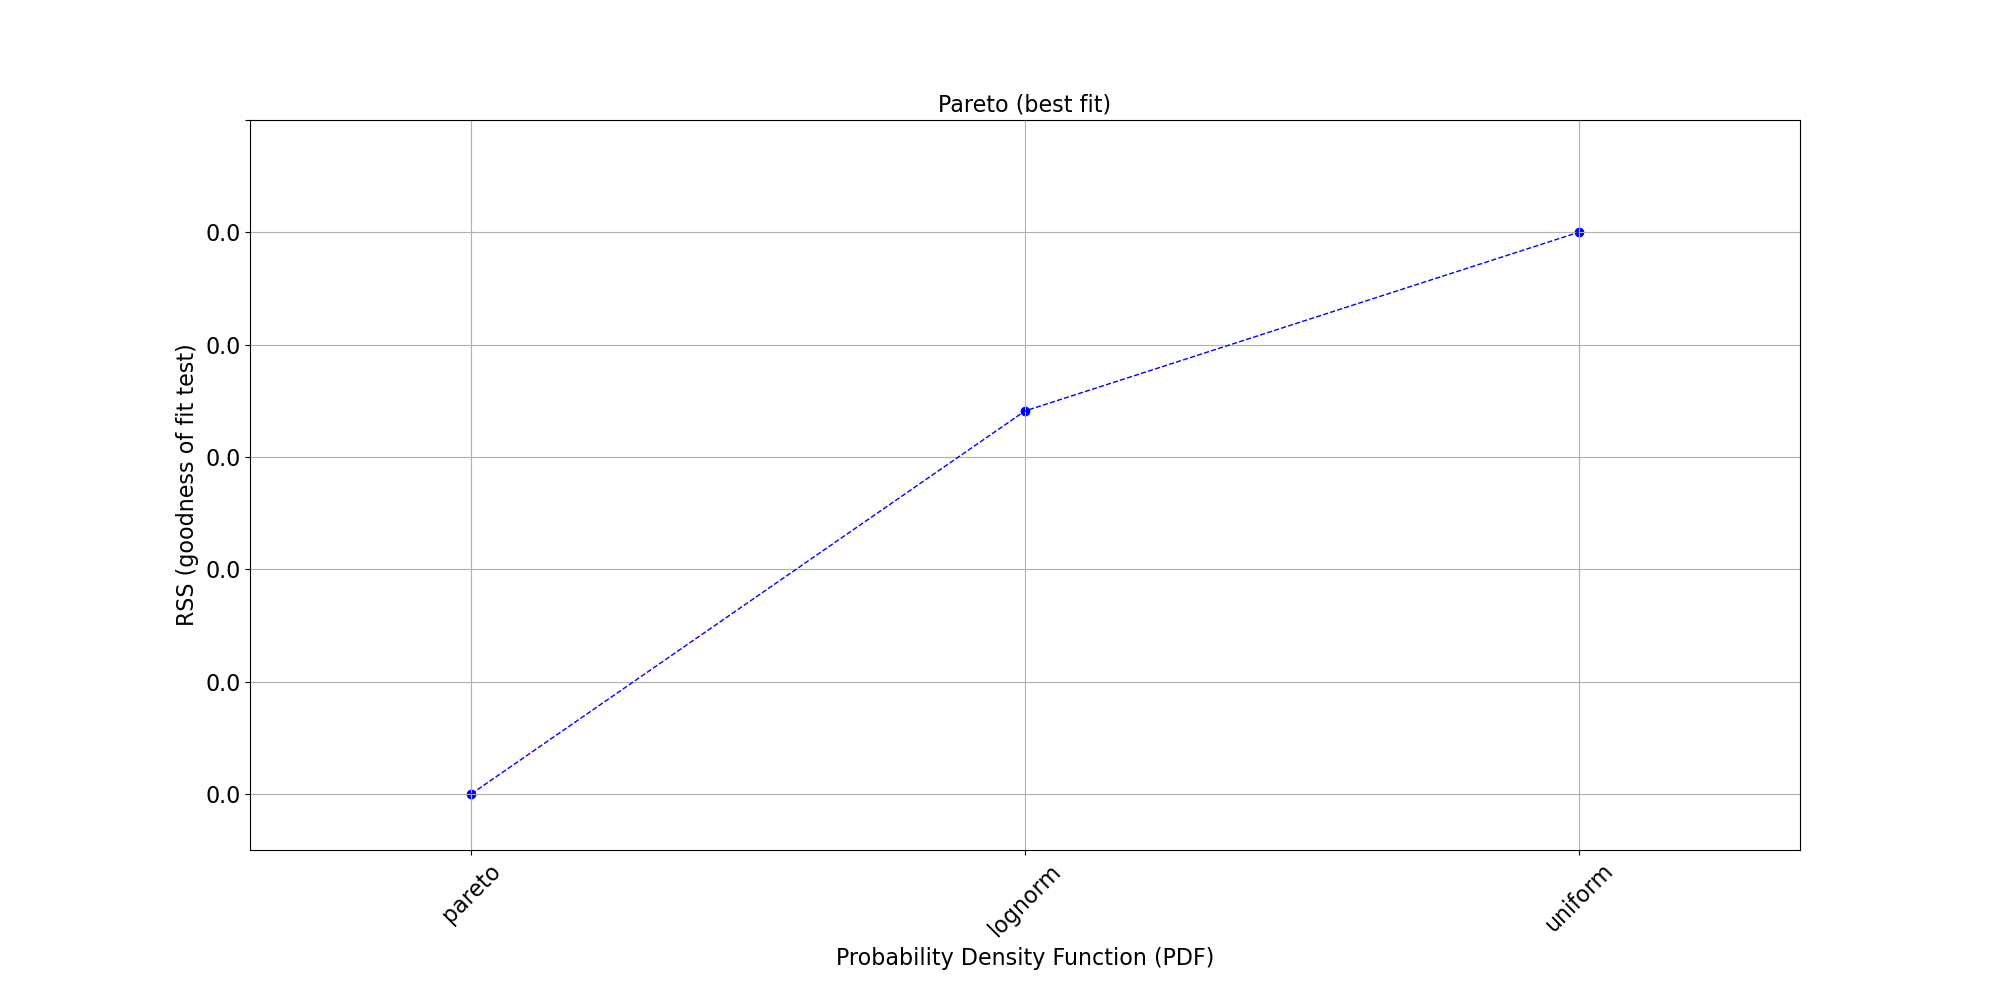 Pareto (best fit)
RSS (goodness of fit test)
0.0
0.0
0.0
0.0
0.0
0.0
pareto
lognorm
uniform
Probability Density Function (PDF)